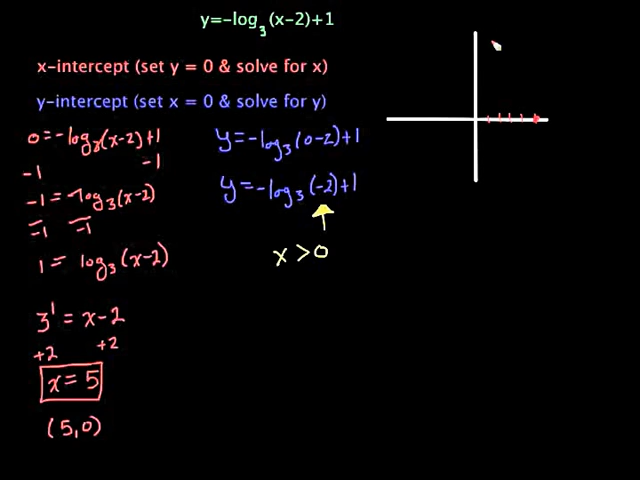 y=-log₃(x-2)+1
x-intercept (set y = 0 & solve for x)
y-intercept (set x = 0 & solve for y)
0=-log₃(x-2)+1
-1 -1
-1=-log₃(x-2)
-1 -1
1= log₃(x-2)
3¹ = x-2
+2 +2
x=5
(5,0)
y=-log₃(0-2)+1
y=-log₃(-2)+1
x>0